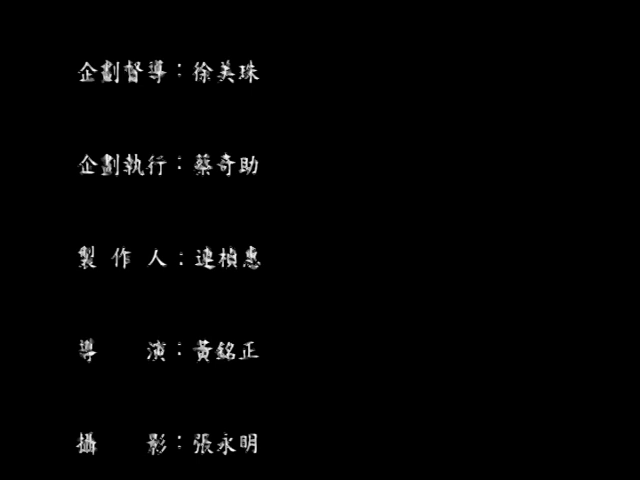 企劃督導：徐美珠
企劃執行：蔡奇助
製作人：連楨惠
導演：黃銘正
攝影：張永明